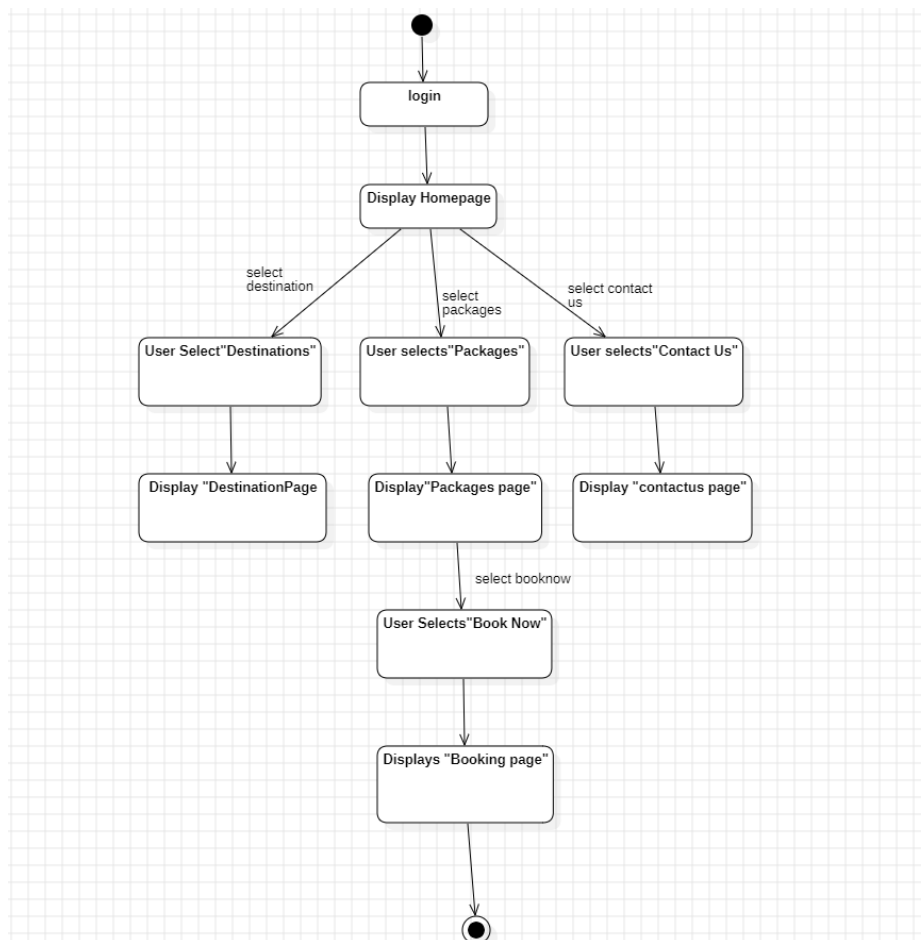 login
Display Homepage
select
destination
select
packages
select contact
us
User Select"Destinations"
User selects"Packages"
User selects"Contact Us"
Display "DestinationPage
Display"Packages page"
Display "contactus page"
select booknow
User Selects"Book Now"
Displays "Booking page"